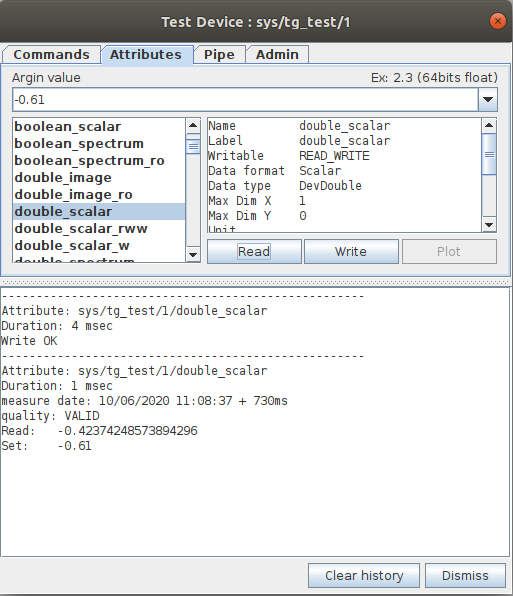 Test Device : sys/tg_test/1
Commands Attributes Pipe Admin
Argin value Ex: 2.3 (64bits float)
-0.61
boolean_scalar
boolean_spectrum
boolean_spectrum_ro
double_image
double_image_ro
double_scalar
double_scalar_rww
double_scalar_w
double_spectrum
Name double_scalar
Label double_scalar
Writable READ_WRITE
Data format Scalar
Data type DevDouble
Max Dim X 1
Max Dim Y 0
Unit
Read Write Plot
----------------------------------------------------
Attribute: sys/tg_test/1/double_scalar
Duration: 4 msec
Write OK
----------------------------------------------------
Attribute: sys/tg_test/1/double_scalar
Duration: 1 msec
measure date: 10/06/2020 11:08:37 + 730ms
quality: VALID
Read: -0.42374248573894296
Set: -0.61
Clear history Dismiss